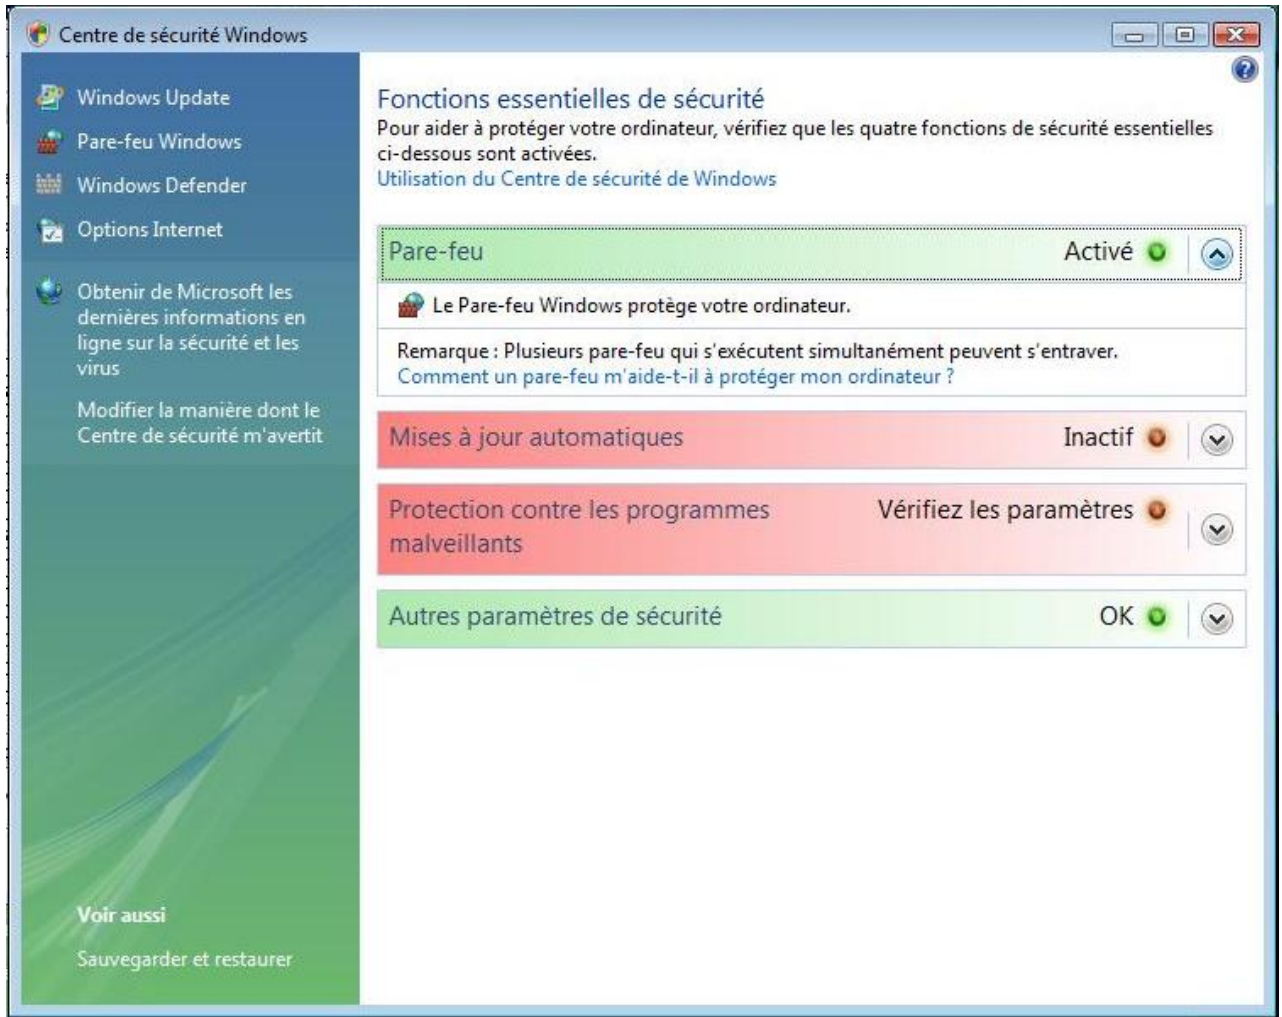 Centre de sécurité Windows
Windows Update
Pare-feu Windows
Windows Defender
Options Internet
Obtenir de Microsoft les
dernières informations en
ligne sur la sécurité et les
virus
Modifier la manière dont le
Centre de sécurité m'avertit
Voir aussi
Sauvegarder et restaurer
Fonctions essentielles de sécurité
Pour aider à protéger votre ordinateur, vérifiez que les quatre fonctions de sécurité essentielles
ci-dessous sont activées.
Utilisation du Centre de sécurité de Windows
Pare-feu Activé
Le Pare-feu Windows protège votre ordinateur.
Remarque : Plusieurs pare-feu qui s'exécutent simultanément peuvent s'entraver.
Comment un pare-feu m'aide-t-il à protéger mon ordinateur ?
Mises à jour automatiques Inactif
Protection contre les programmes Vérifiez les paramètres
malveillants
Autres paramètres de sécurité OK